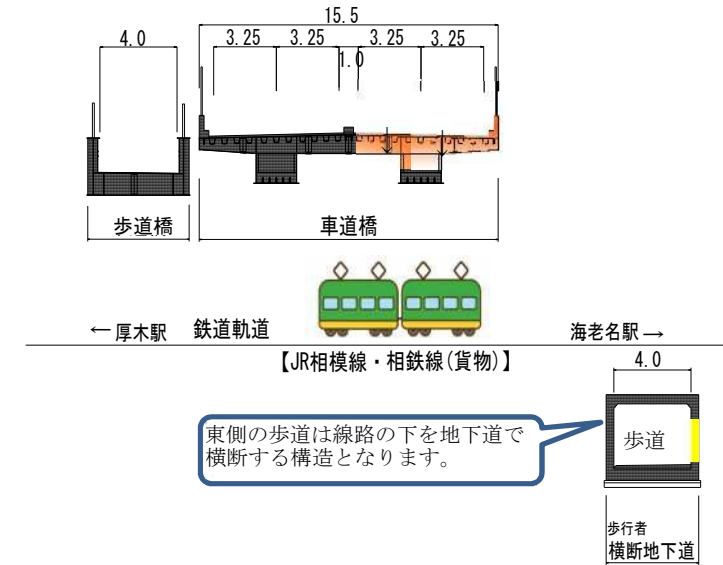 15.5
4.0
3.25 3.25 3.25 3.25
1.0
歩道橋
車道橋
←厚木駅 鉄道軌道 海老名駅→
【JR相模線・相鉄線(貨物)】
4.0
東側の歩道は線路の下を地下道で
横断する構造となります。
歩道
歩行者
横断地下道